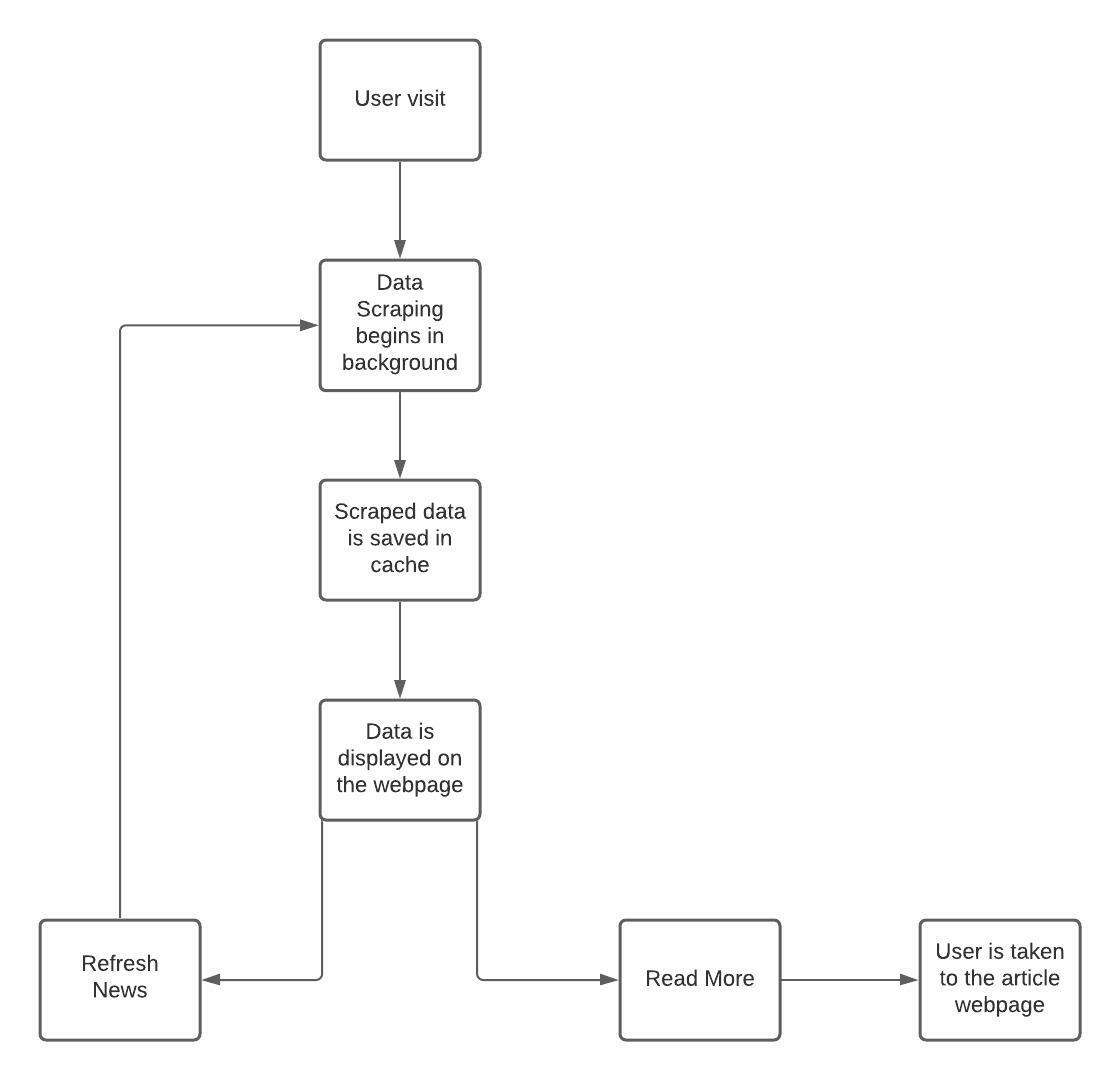 User visit
Data
Scraping
begins in
background
Scraped data
is saved in
cache
Data is
displayed on
the webpage
Refresh
News
Read More
User is taken
to the article
webpage